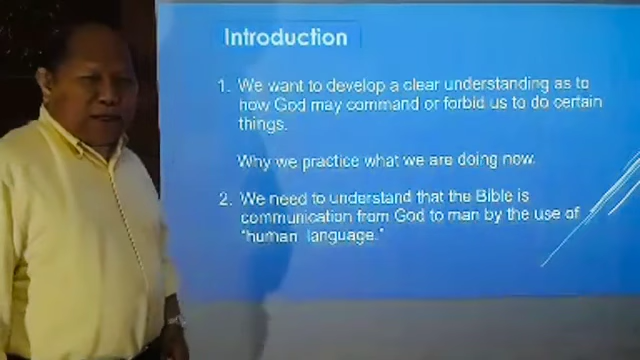 Introduction
1. We want to develop a clear understanding as to
how God may command or forbid us to do certain
things.
Why we practice what we are doing now.
2. We need to understand that the Bible is
communication from God to man by the use of
"human language."